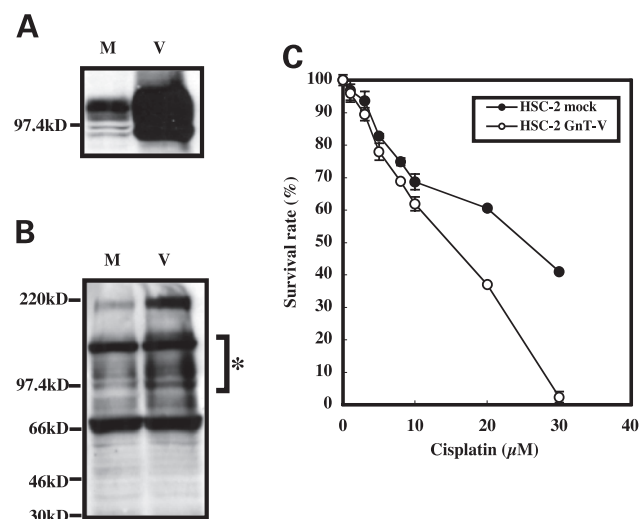 A
M V
97.4kD
B
M V
220kD
*
97.4kD
66kD
46kD
30kD
C
100
90
80
70
60
50
40
30
20
10
0
Survival rate (%)
HSC-2 mock
HSC-2 GnT-V
0 10 20 30 40
Cisplatin (µM)